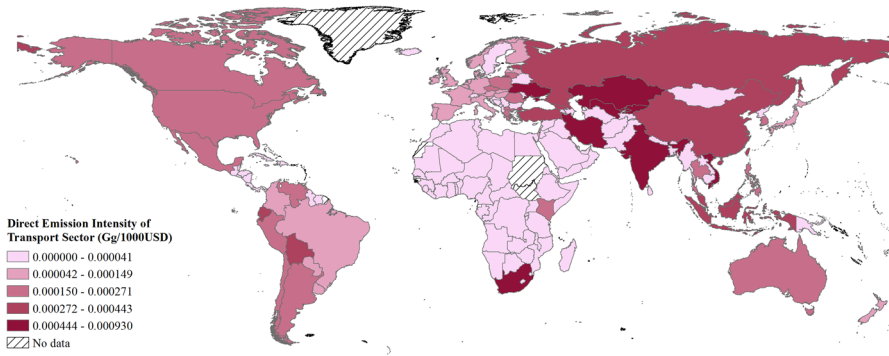 Direct Emission Intensity of
Transport Sector (Gg/1000USD)
0.000000 - 0.000041
0.000042 - 0.000149
0.000150 - 0.000271
0.000272 - 0.000443
0.000444 - 0.000930
No data